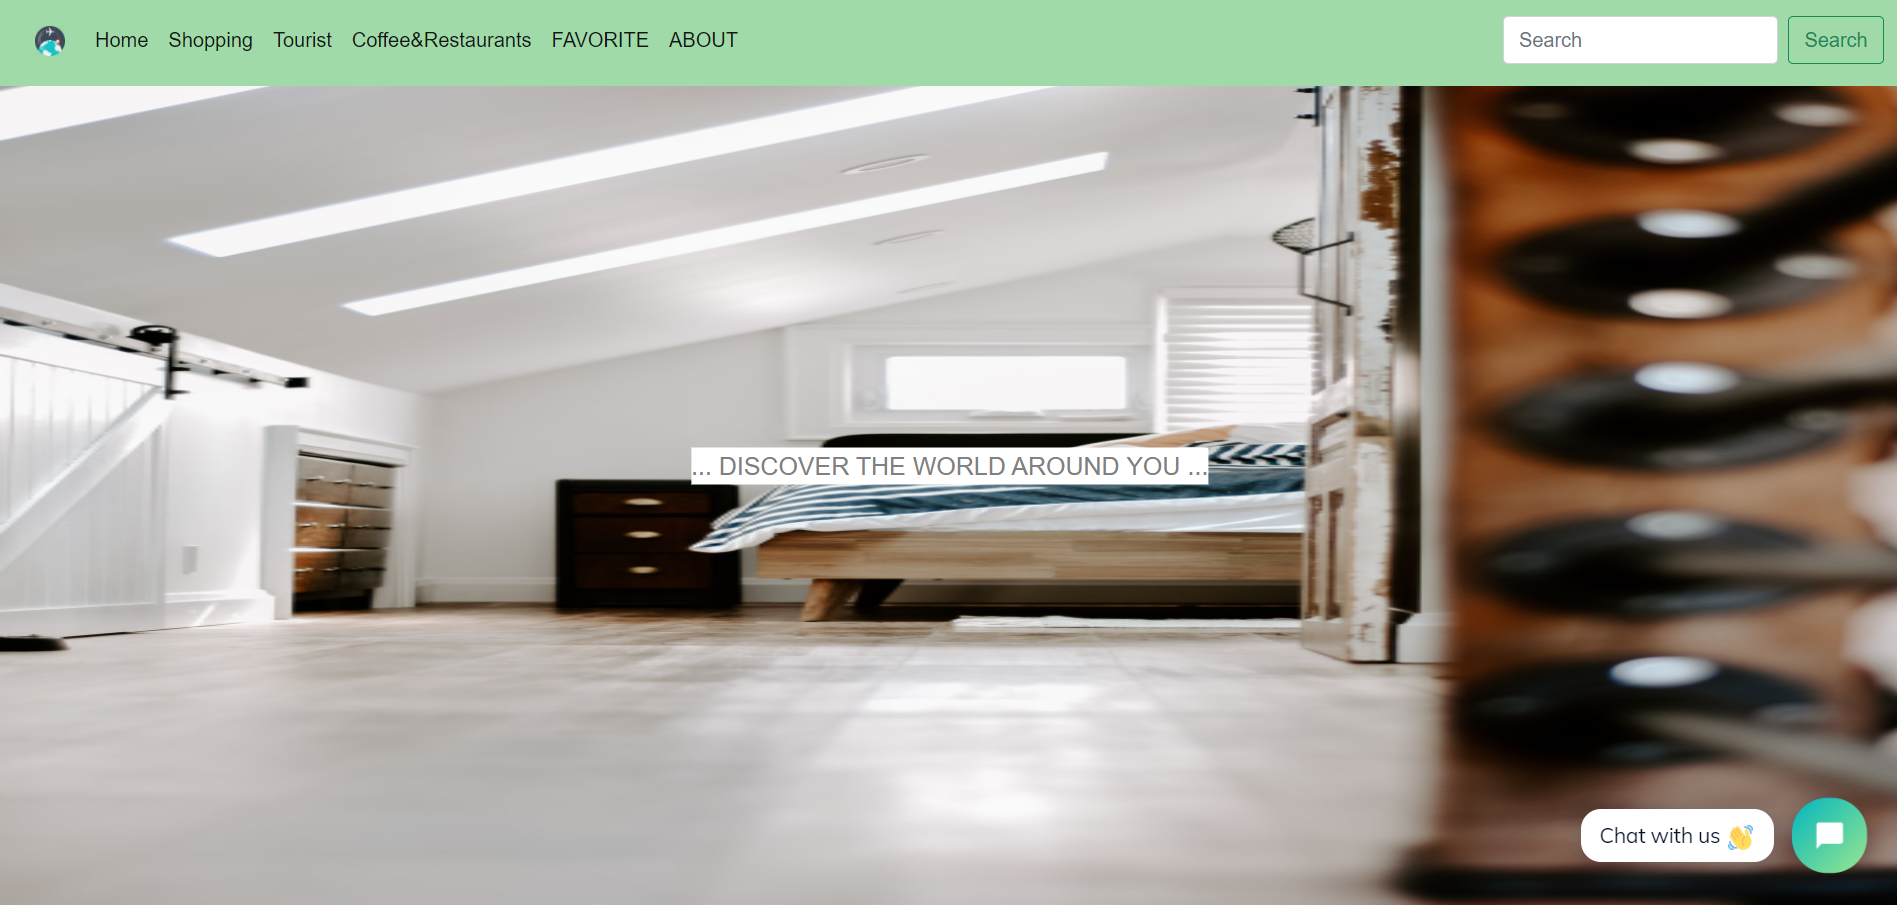 Home Shopping Tourist Coffee&Restaurants FAVORITE ABOUT Search Search
... DISCOVER THE WORLD AROUND YOU ...
Chat with us 👋